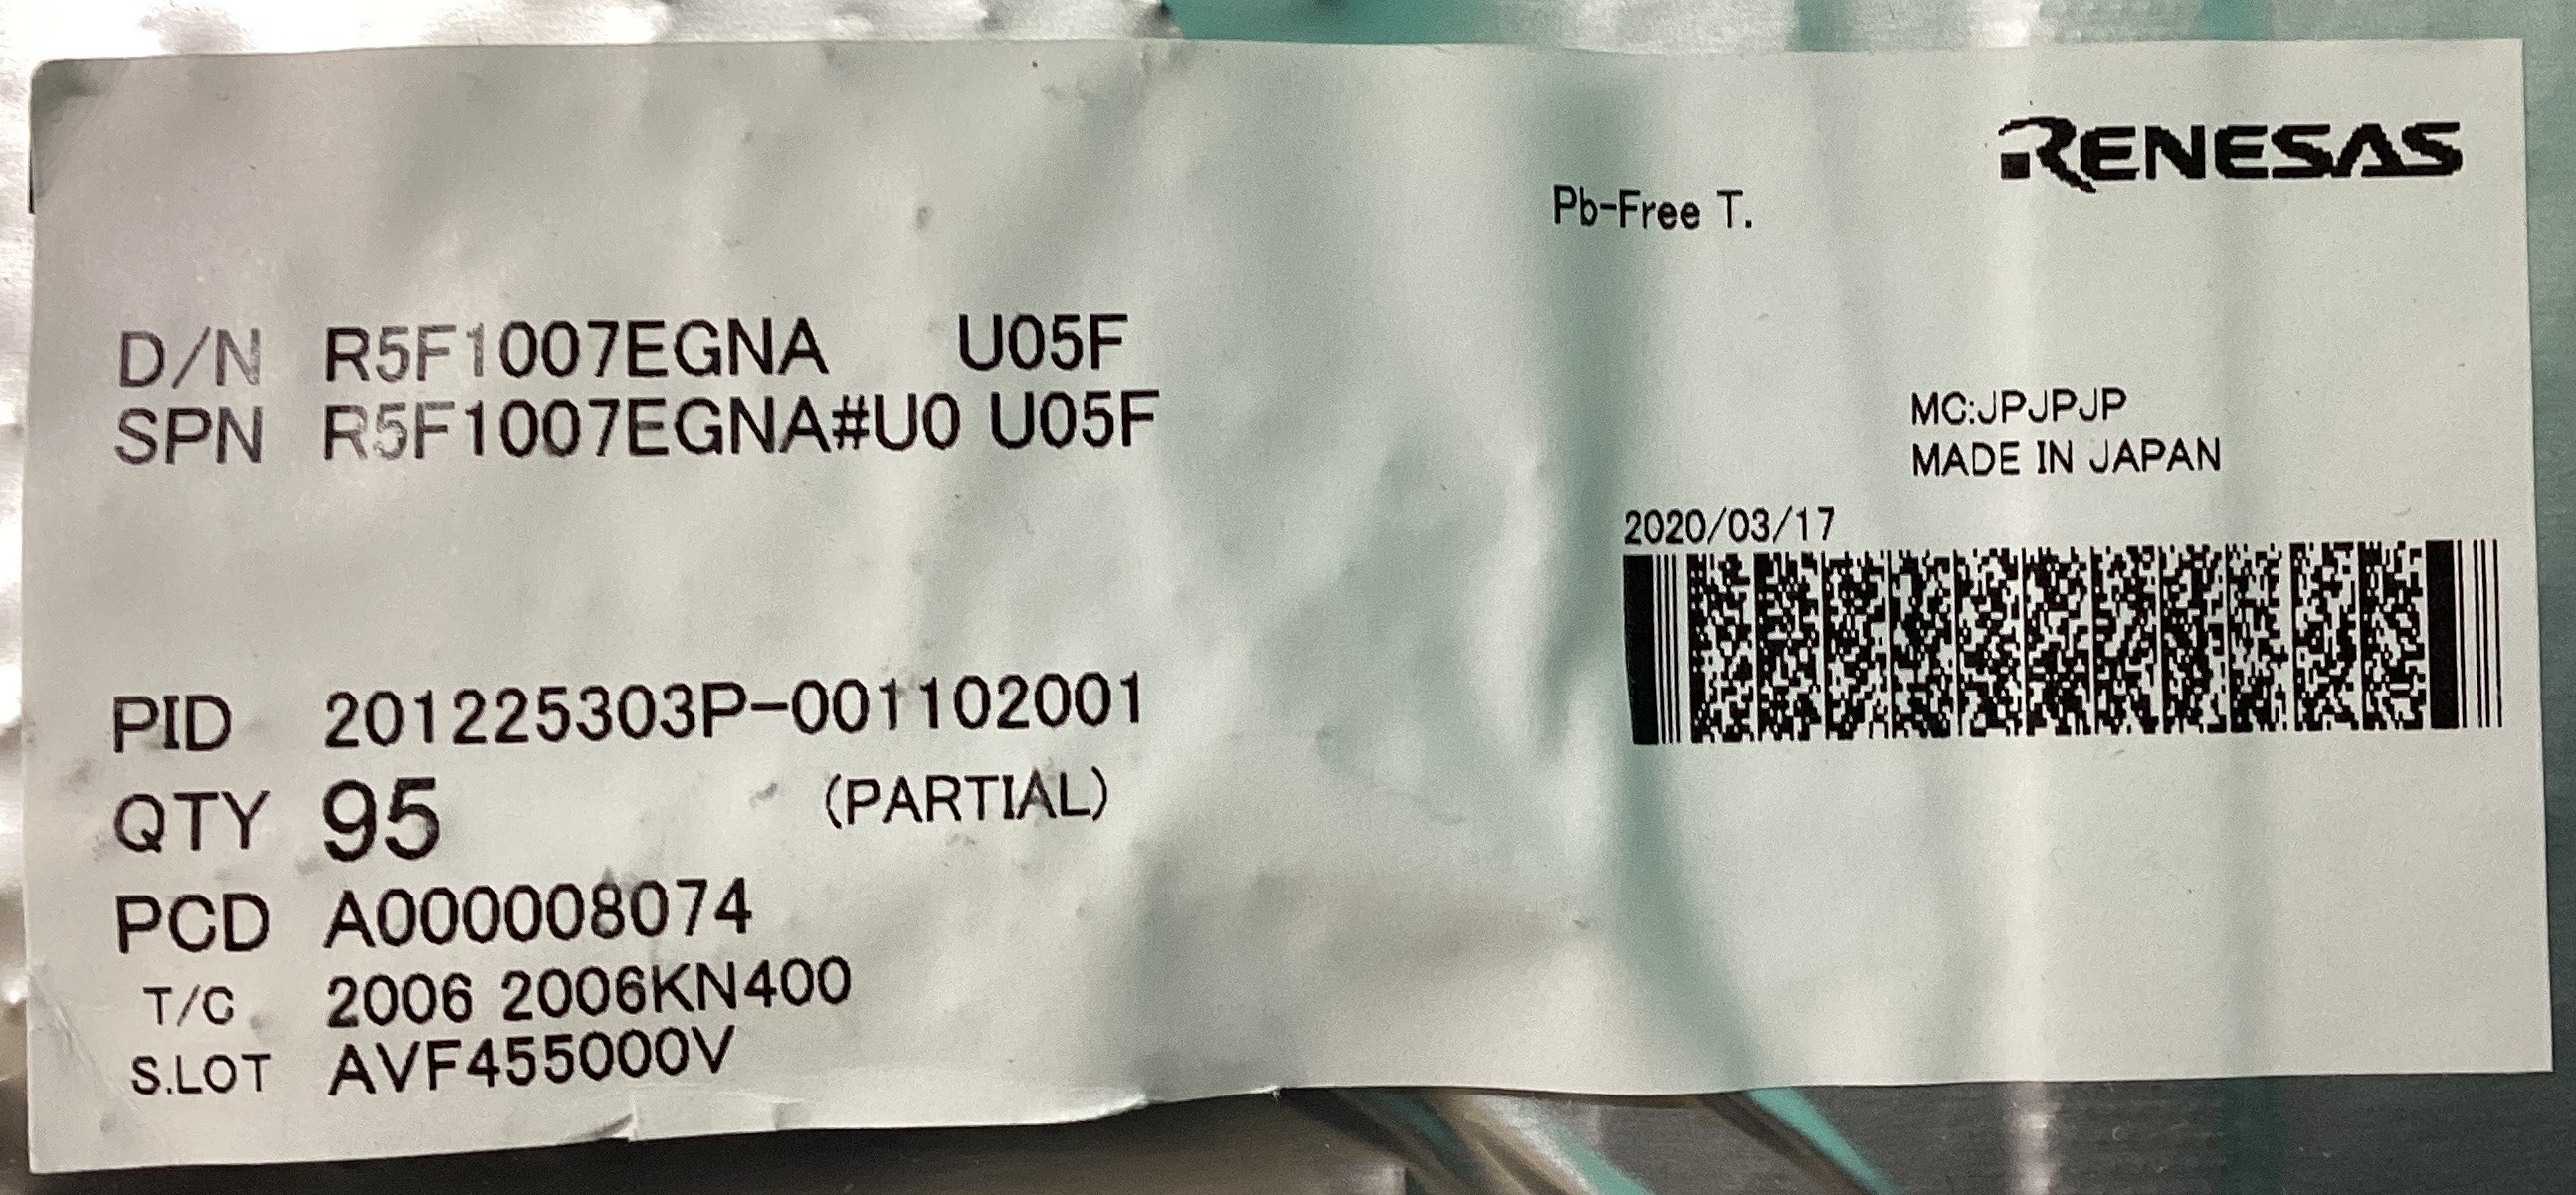 RENESAS
Pb-Free T.
D/N R5F1007EGNA U05F
SPN R5F1007EGNA#U0 U05F
MC:JPJPJP
MADE IN JAPAN
2020/03/17
PID 201225303P-001102001
QTY 95 (PARTIAL)
PCD A000008074
T/C 2006 2006KN400
S.LOT AVF455000V